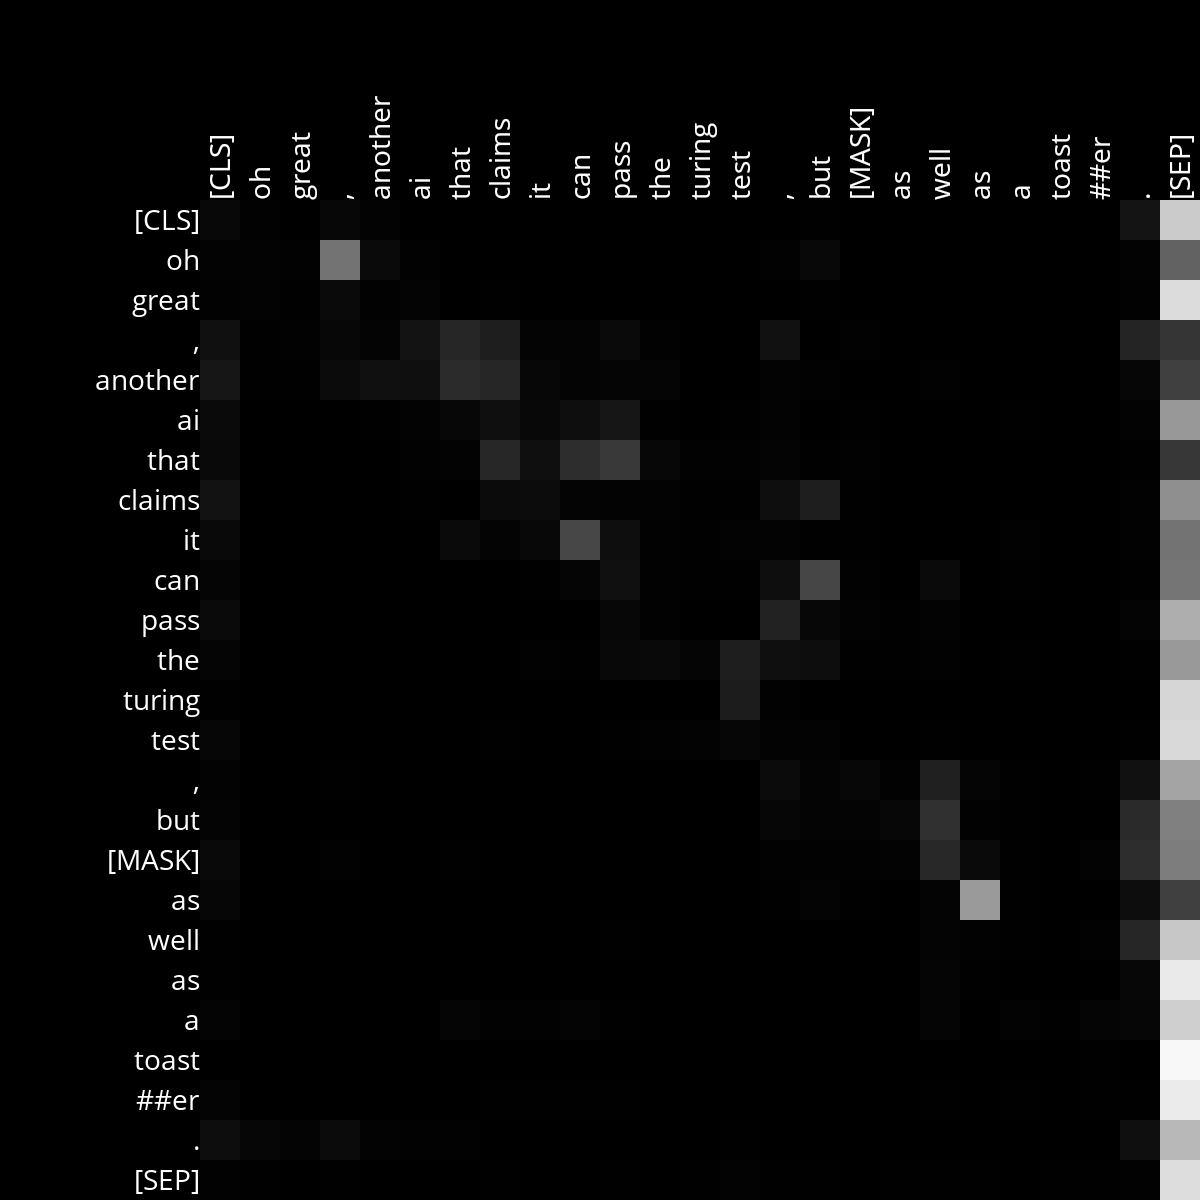 [CLS] oh great , another ai that claims it can pass the turing test , but [MASK] as well as a toast ##er . [SEP]
[CLS]
oh
great
,
another
ai
that
claims
it
can
pass
the
turing
test
,
but
[MASK]
as
well
as
a
toast
##er
.
[SEP]